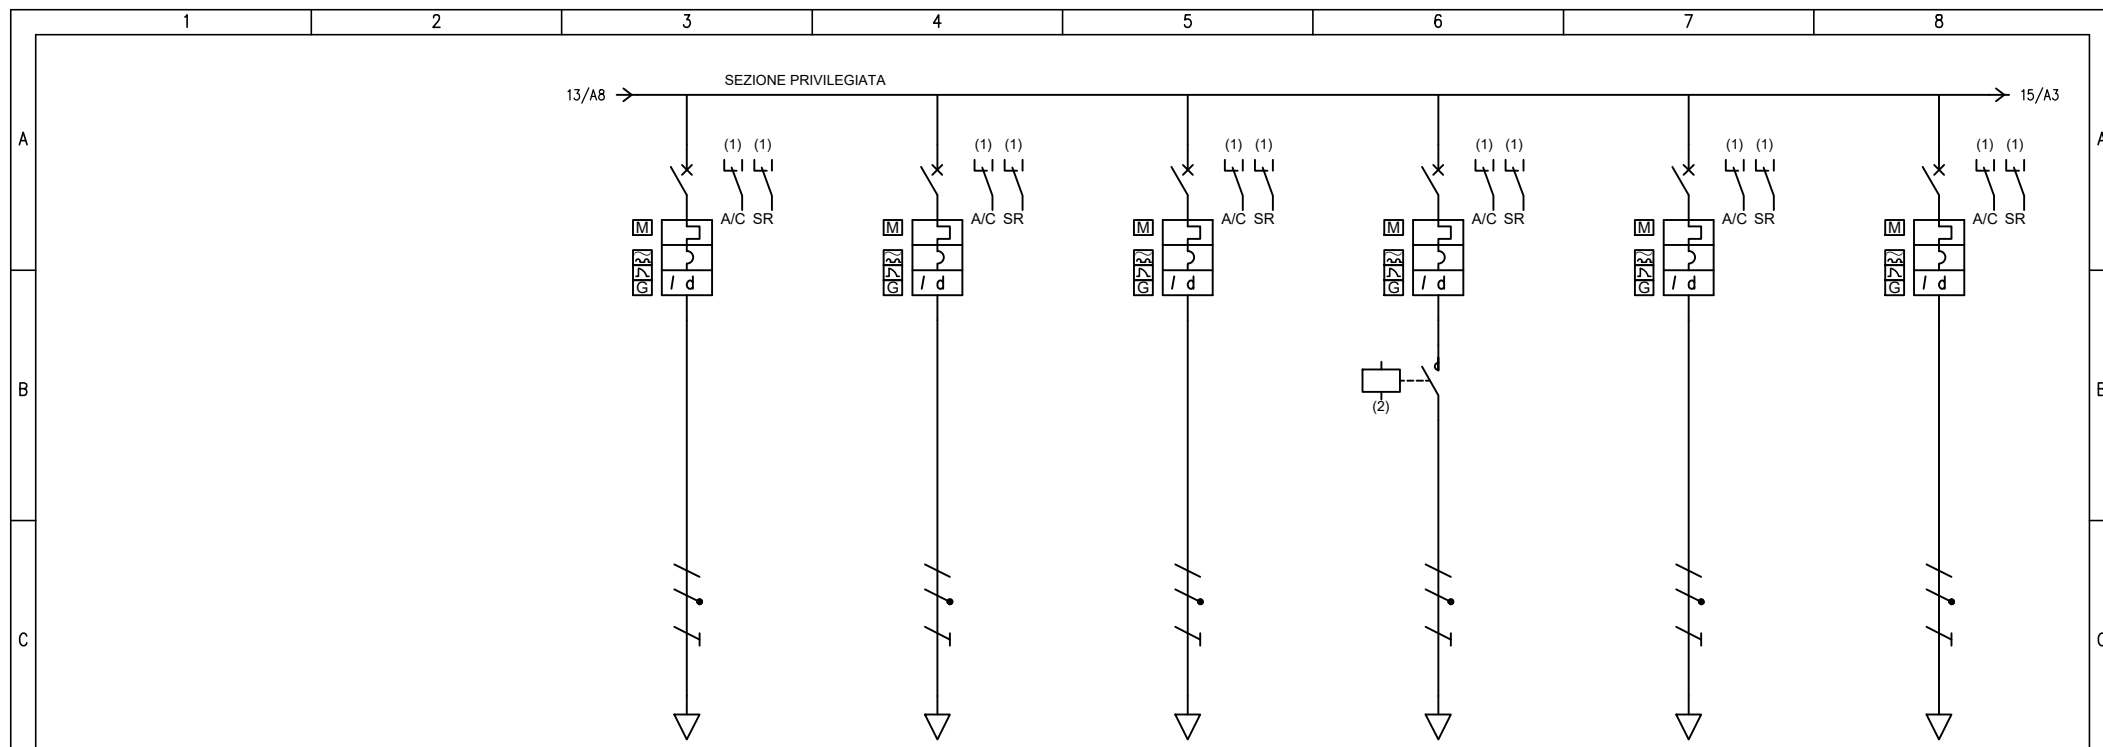 1 2 3 4 5 6 7 8
SEZIONE PRIVILEGIATA
13/A8 15/A3
A A
(1) (1) (1) (1) (1) (1) (1) (1) (1) (1) (1) (1)
A/C SR A/C SR A/C SR A/C SR A/C SR A/C SR
M M M M M M
G I d G I d G I d G I d G I d G I d
B B
(2)
C C